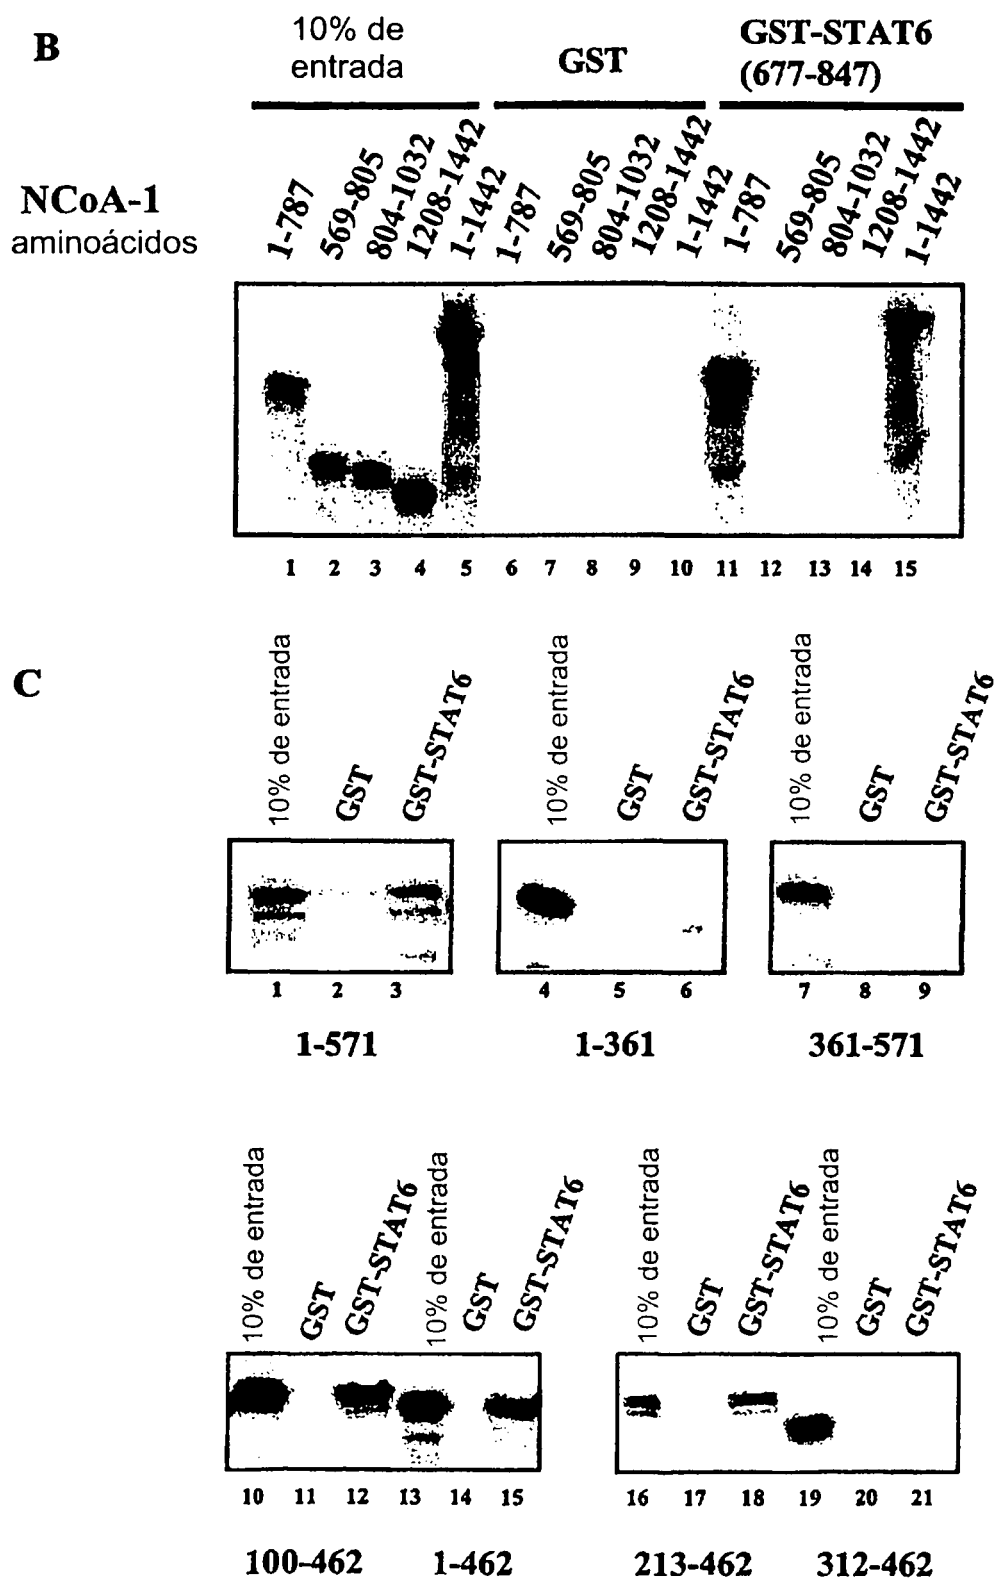 B
10% de
entrada
GST
GST-STAT6
(677-847)
NCoA-1
aminoácidos
1-787 569-805 804-1032 1208-1442 1-1442 1-787 569-805 804-1032 1208-1442 1-1442 1-787 569-805 804-1032 1208-1442 1-1442
1 2 3 4 5 6 7 8 9 10 11 12 13 14 15
C
10% de entrada GST GST-STAT6 10% de entrada GST GST-STAT6 10% de entrada GST GST-STAT6
1 2 3 4 5 6 7 8 9
1-571 1-361 361-571
10% de entrada GST GST-STAT6 10% de entrada GST GST-STAT6 10% de entrada GST GST-STAT6 10% de entrada GST GST-STAT6
10 11 12 13 14 15 16 17 18 19 20 21
100-462 1-462 213-462 312-462